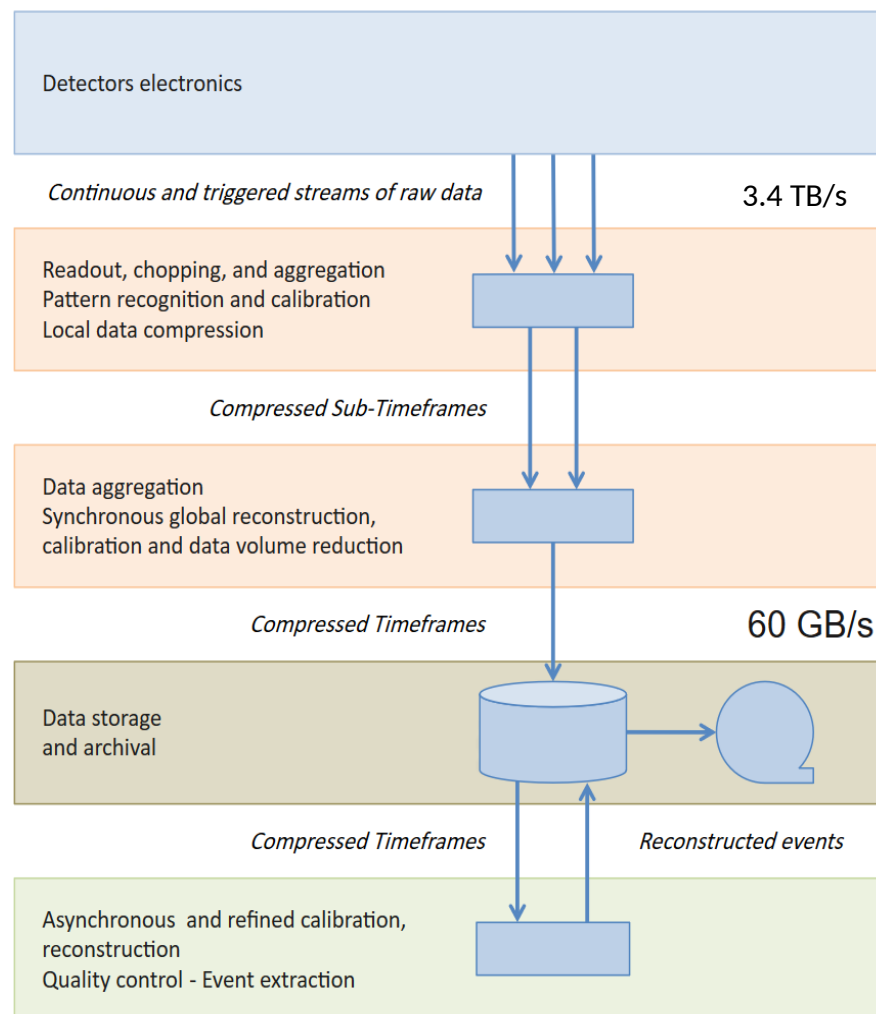 Detectors electronics
Continuous and triggered streams of raw data
3.4 TB/s
Readout, chopping, and aggregation
Pattern recognition and calibration
Local data compression
Compressed Sub-Timeframes
Data aggregation
Synchronous global reconstruction,
calibration and data volume reduction
Compressed Timeframes
60 GB/s
Data storage
and archival
Compressed Timeframes
Reconstructed events
Asynchronous and refined calibration,
reconstruction
Quality control - Event extraction